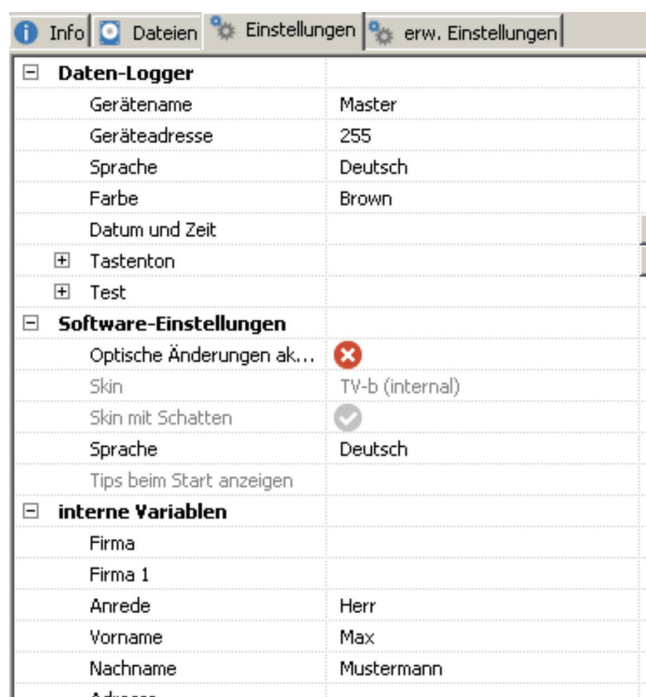 Info Dateien Einstellungen erw. Einstellungen
Daten-Logger
Gerätename Master
Geräteadresse 255
Sprache Deutsch
Farbe Brown
Datum und Zeit
Tastenton
Test
Software-Einstellungen
Optische Änderungen ak...
Skin TV-b (internal)
Skin mit Schatten
Sprache Deutsch
Tips beim Start anzeigen
interne Variablen
Firma
Firma 1
Anrede Herr
Vorname Max
Nachname Mustermann